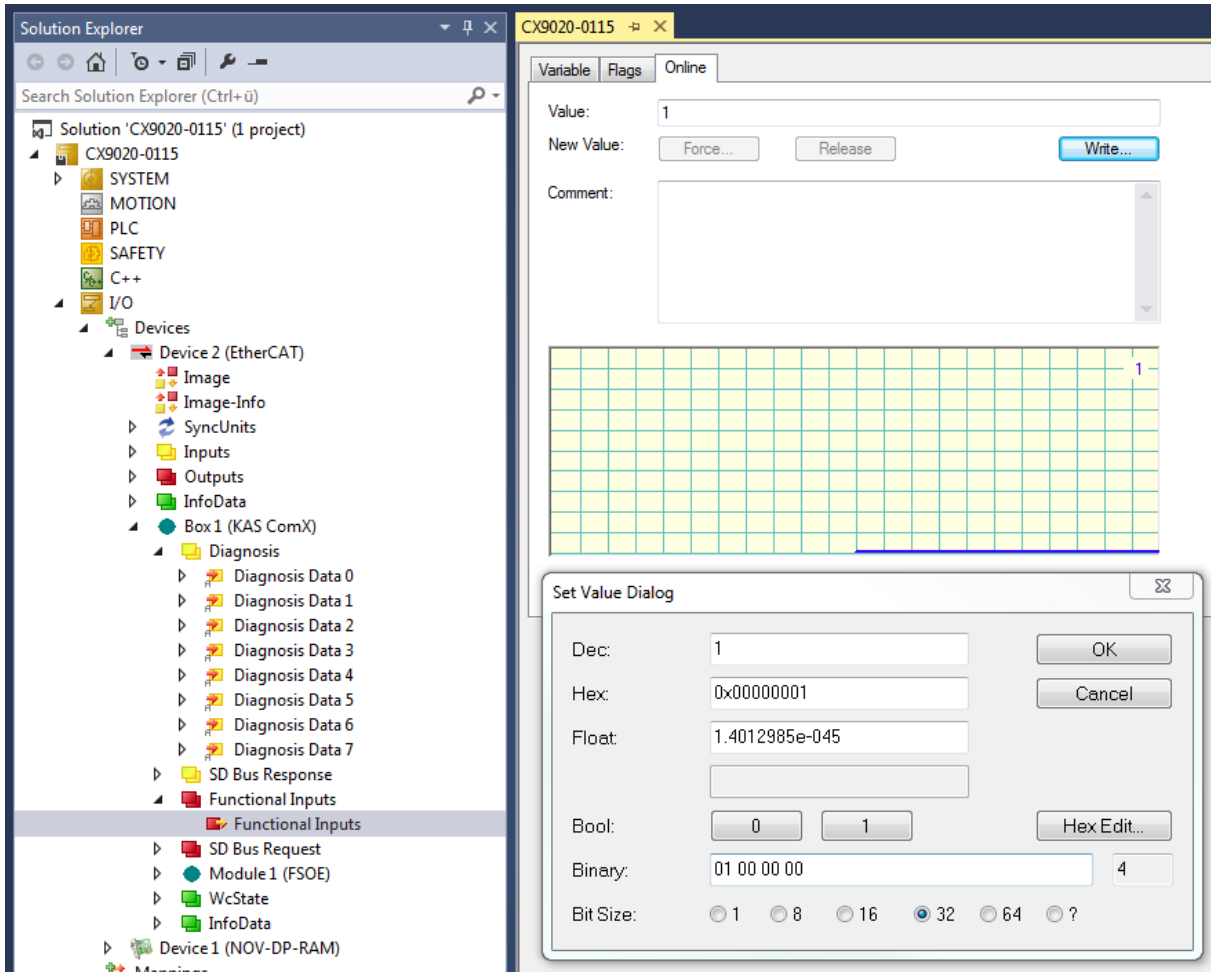 Solution Explorer
Search Solution Explorer (Ctrl+ü)
Solution 'CX9020-0115' (1 project)
CX9020-0115
SYSTEM
MOTION
PLC
SAFETY
C++
I/O
Devices
Device 2 (EtherCAT)
Image
Image-Info
SyncUnits
Inputs
Outputs
InfoData
Box 1 (KAS ComX)
Diagnosis
Diagnosis Data 0
Diagnosis Data 1
Diagnosis Data 2
Diagnosis Data 3
Diagnosis Data 4
Diagnosis Data 5
Diagnosis Data 6
Diagnosis Data 7
SD Bus Response
Functional Inputs
Functional Inputs
SD Bus Request
Module 1 (FSOE)
WcState
InfoData
Device 1 (NOV-DP-RAM)
Mappings
CX9020-0115
Variable Flags Online
Value: 1
New Value: Force... Release Write...
Comment:
1
Set Value Dialog
Dec: 1 OK
Hex: 0x00000001 Cancel
Float: 1.4012985e-045
Bool: 0 1 Hex Edit...
Binary: 01 00 00 00 4
Bit Size: 1 8 16 32 64 ?